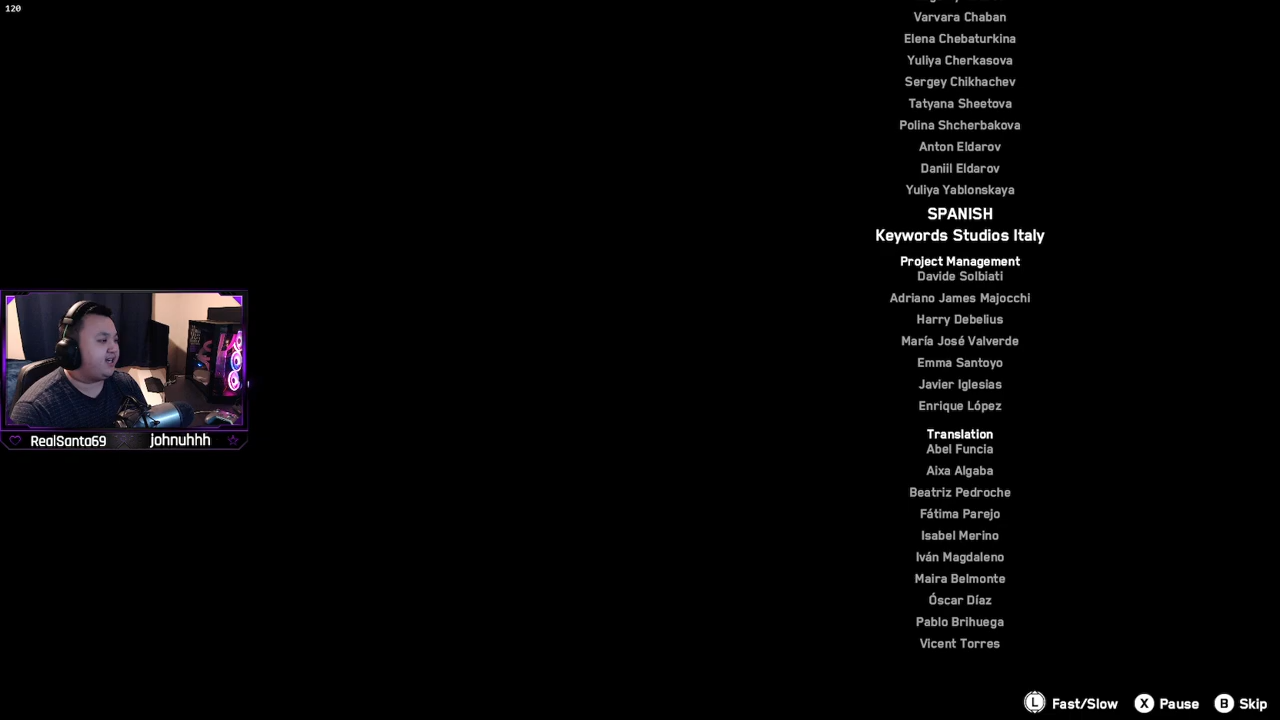 120
Varvara Chaban
Elena Chebaturkina
Yuliya Cherkasova
Sergey Chikhachev
Tatyana Sheetova
Polina Shcherbakova
Anton Eldarov
Daniil Eldarov
Yuliya Yablonskaya
SPANISH
Keywords Studios Italy
Project Management
Davide Solbiati
Adriano James Majocchi
Harry Debelius
María José Valverde
Emma Santoyo
Javier Iglesias
Enrique López
Translation
Abel Funcia
Aixa Algaba
Beatriz Pedroche
Fátima Parejo
Isabel Merino
Iván Magdaleno
Maira Belmonte
Óscar Díaz
Pablo Brihuega
Vicent Torres
RealSanta69 johnuhhh
L Fast/Slow X Pause B Skip